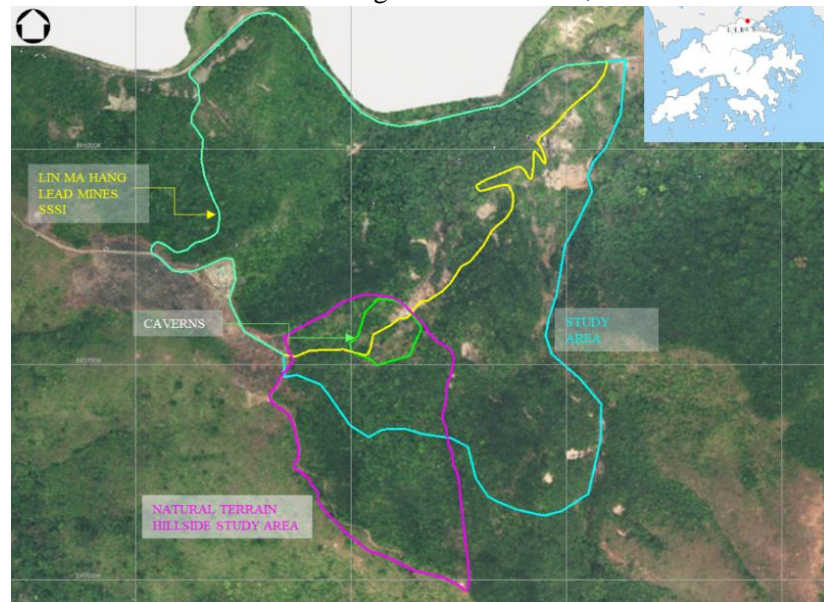 LIN MA HANG
LEAD MINES
SSSI
CAVERNS
STUDY
AREA
NATURAL TERRAIN
HILLSIDE STUDY AREA